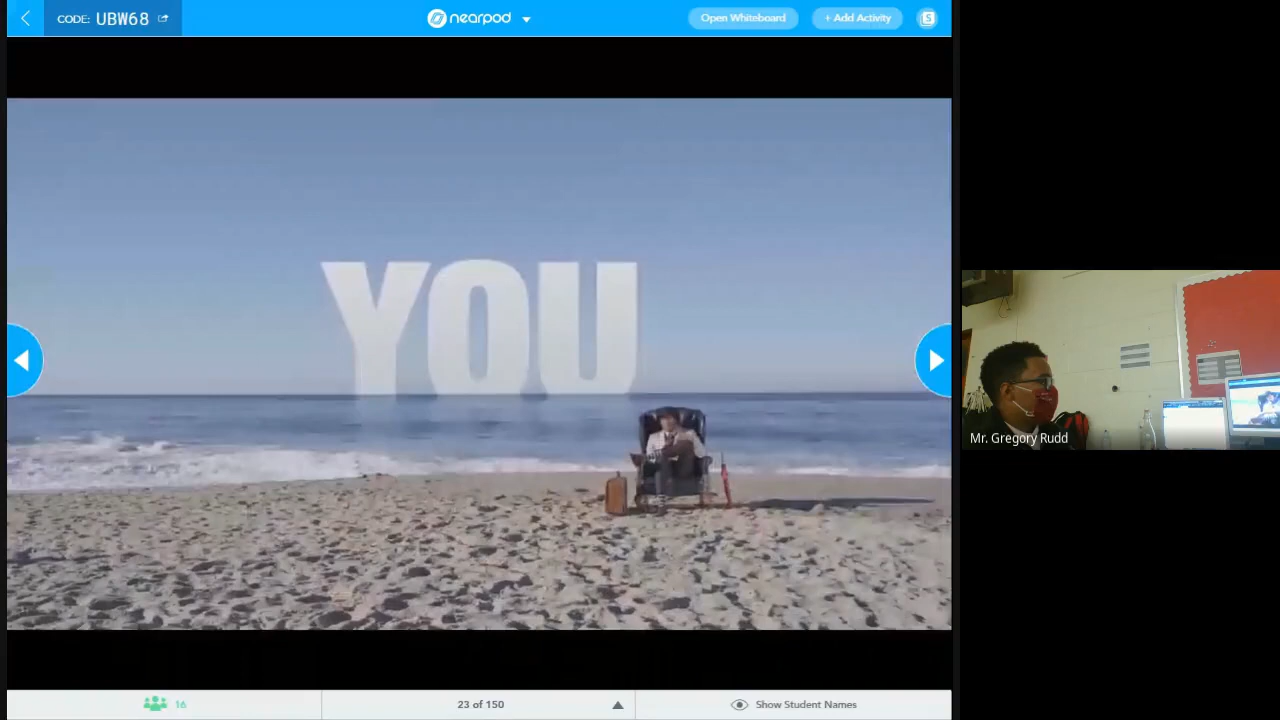 CODE: UBW68
nearpod
Open Whiteboard
+ Add Activity
S
YOU
Mr. Gregory Rudd
16
23 of 150
Show Student Names